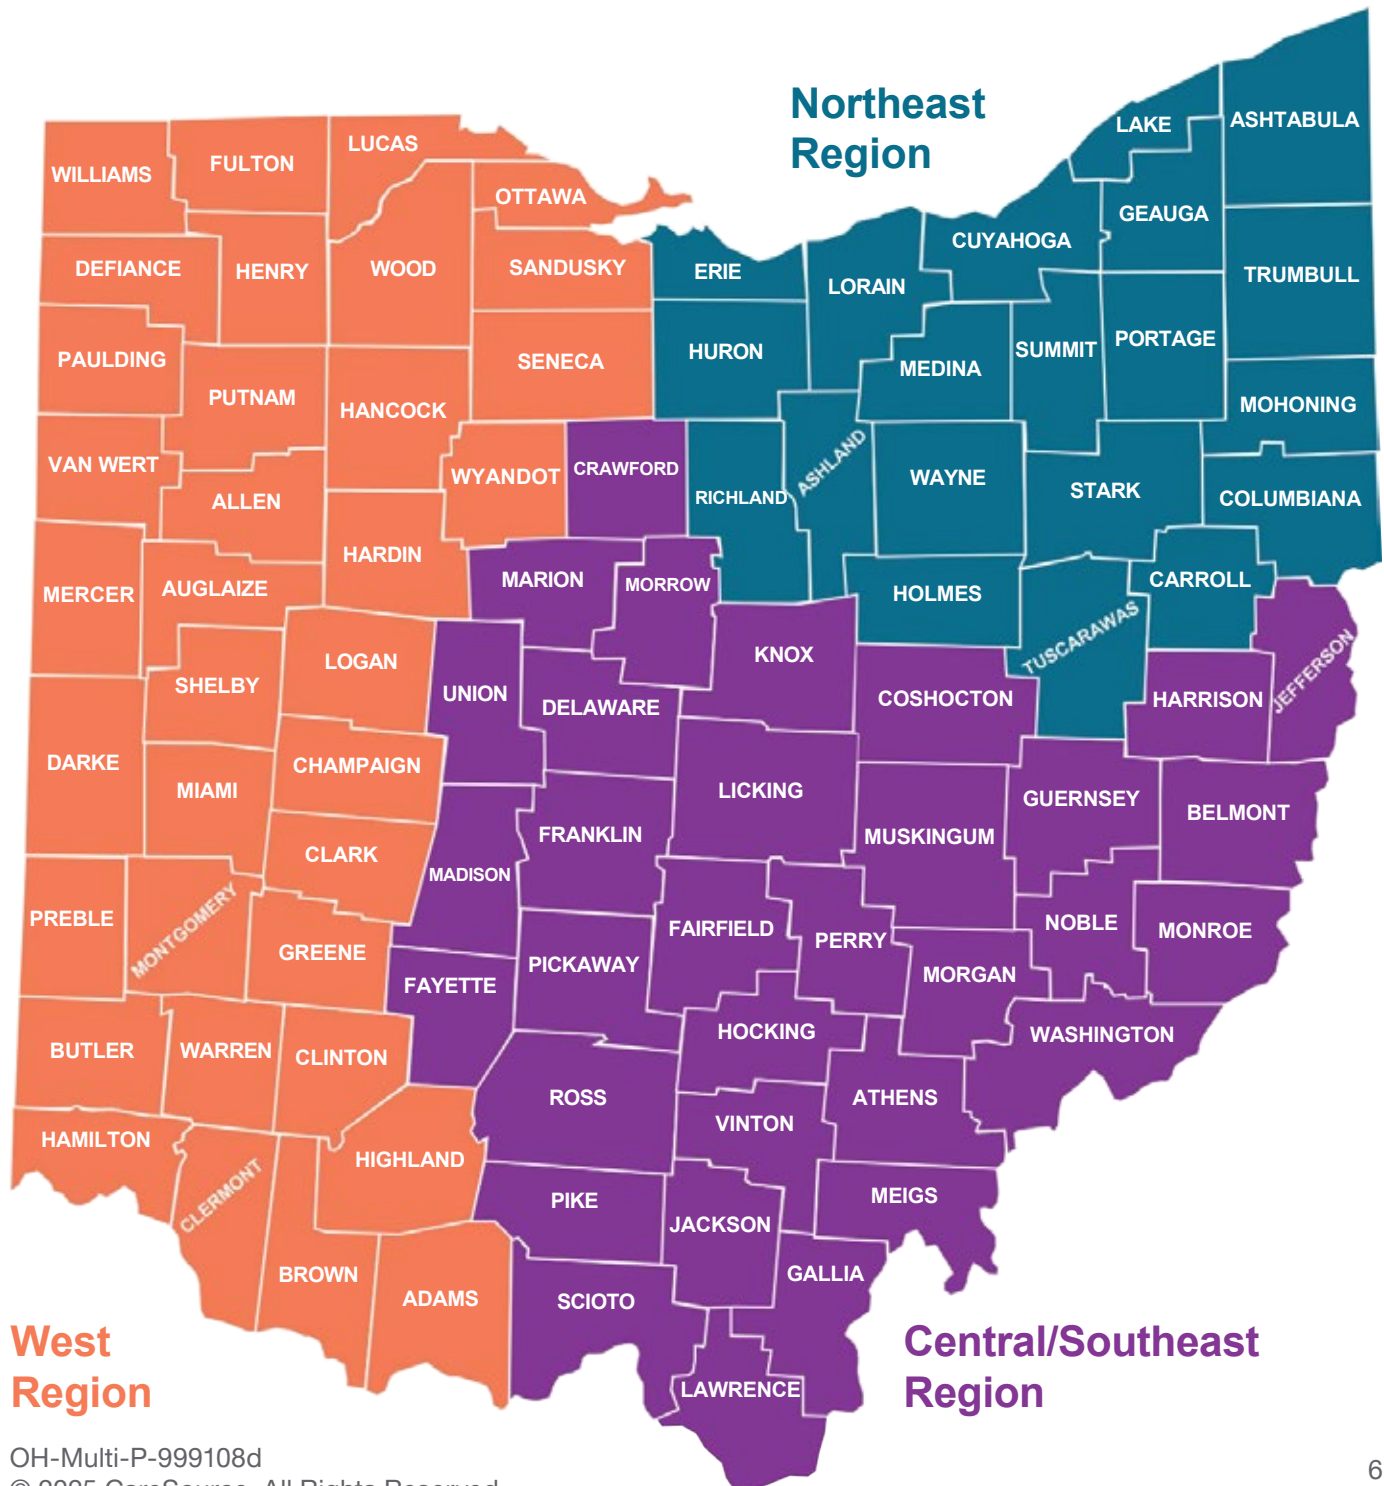 Northeast
Region
LAKE
ASHTABULA
LUCAS
FULTON
WILLIAMS
OTTAWA
GEAUGA
CUYAHOGA
DEFIANCE
HENRY
WOOD
SANDUSKY
ERIE
LORAIN
TRUMBULL
PAULDING
SENECA
HURON
MEDINA
SUMMIT
PORTAGE
PUTNAM
HANCOCK
MOHONING
VAN WERT
WYANDOT
CRAWFORD
RICHLAND
ASHLAND
WAYNE
STARK
COLUMBIANA
ALLEN
HARDIN
MERCER
AUGLAIZE
MARION
MORROW
HOLMES
CARROLL
TUSCARAWAS
LOGAN
KNOX
JEFFERSON
SHELBY
UNION
DELAWARE
COSHOCTON
HARRISON
DARKE
MIAMI
CHAMPAIGN
LICKING
GUERNSEY
BELMONT
CLARK
MADISON
FRANKLIN
MUSKINGUM
PREBLE
MONTGOMERY
GREENE
FAIRFIELD
PERRY
NOBLE
MONROE
FAYETTE
PICKAWAY
MORGAN
BUTLER
WARREN
CLINTON
HOCKING
WASHINGTON
ROSS
ATHENS
HAMILTON
VINTON
CLERMONT
HIGHLAND
PIKE
JACKSON
MEIGS
BROWN
ADAMS
SCIOTO
GALLIA
LAWRENCE
West
Region
Central/Southeast
Region
OH-Multi-P-999108d
© 2025 CareSource. All Rights Reserved
6